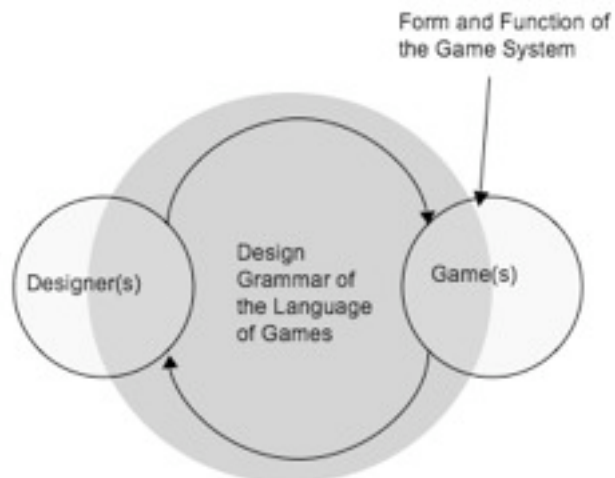 Form and Function of
the Game System
Designer(s)
Design
Grammar of
the Language
of Games
Game(s)